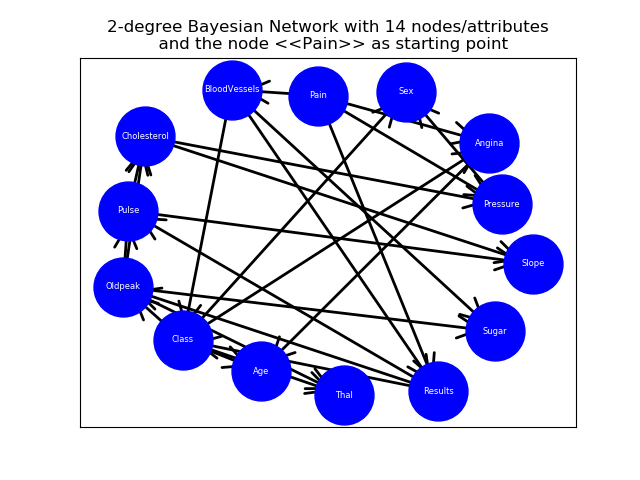 2-degree Bayesian Network with 14 nodes/attributes
and the node <<Pain>> as starting point
BloodVessels
Pain
Sex
Cholesterol
Angina
Pulse
Pressure
Slope
Oldpeak
Sugar
Class
Age
Thal
Results